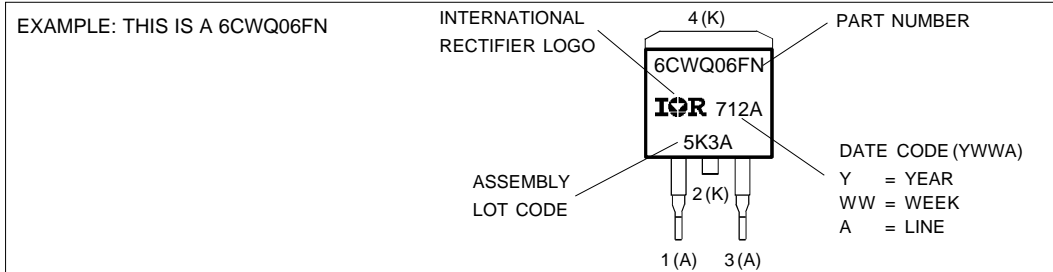 EXAMPLE: THIS IS A 6CWQ06FN
INTERNATIONAL
RECTIFIER LOGO
4 (K)
PART NUMBER
6CWQ06FN
IOR 712A
5K3A
ASSEMBLY
LOT CODE
2 (K)
1 (A) 3 (A)
DATE CODE (YWWA)
Y = YEAR
WW = WEEK
A = LINE